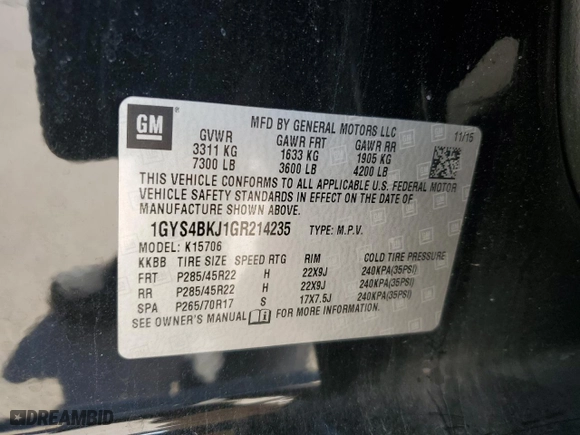 GM
MFD BY GENERAL MOTORS LLC
11/15
GVWR GAWR FRT GAWR RR
3311 KG 1633 KG 1905 KG
7300 LB 3600 LB 4200 LB
THIS VEHICLE CONFORMS TO ALL APPLICABLE U.S. FEDERAL MOTOR
VEHICLE SAFETY STANDARDS IN EFFECT ON THE DATE OF
MANUFACTURE SHOWN ABOVE.
1GYS4BKJ1GR214235 TYPE: M.P.V.
MODEL: K15706
KKBB TIRE SIZE SPEED RTG RIM COLD TIRE PRESSURE
FRT P285/45R22 H 22X9J 240KPA(35PSI)
RR P285/45R22 H 22X9J 240KPA(35PSI)
SPA P265/70R17 S 17X7.5J 240KPA(35PSI)
SEE OWNER'S MANUAL FOR MORE INFORMATION.
DREAMBID